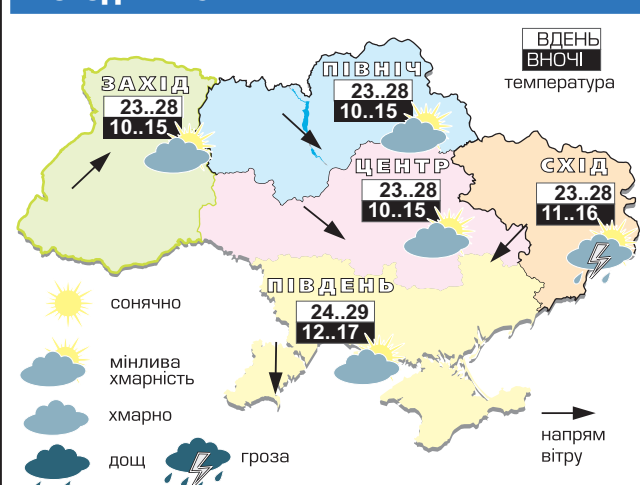 ВДЕНЬ
ВНОЧІ
температура
ЗАХІД
23..28
10..15
ПІВНІЧ
23..28
10..15
ЦЕНТР
23..28
10..15
СХІД
23..28
11..16
ПІВДЕНЬ
24..29
12..17
сонячно
мінлива
хмарність
хмарно
дощ
гроза
напрям
вітру